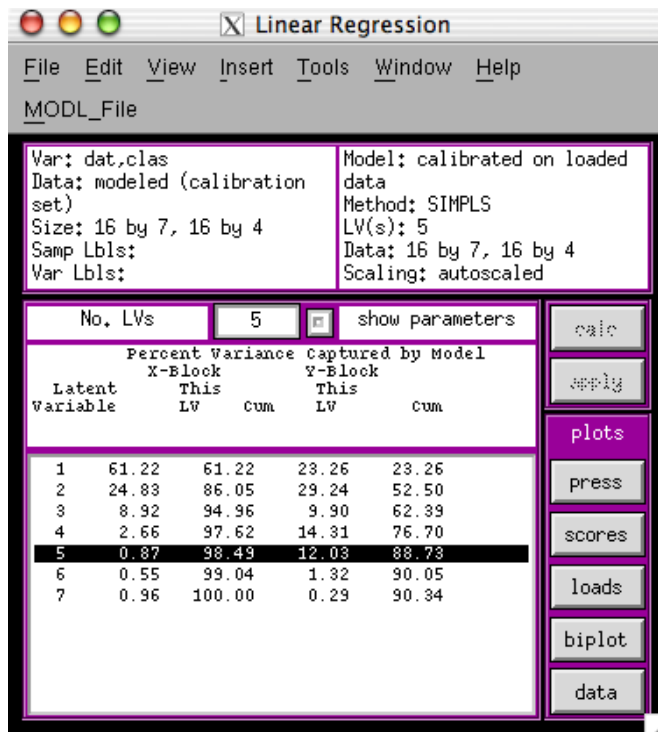 X Linear Regression
File Edit View Insert Tools Window Help
MODL_File
Var: dat,clas
Data: modeled (calibration
set)
Size: 16 by 7, 16 by 4
Samp Lbls:
Var Lbls:
Model: calibrated on loaded
data
Method: SIMPLS
LV(s): 5
Data: 16 by 7, 16 by 4
Scaling: autoscaled
No. LVs 5 show parameters
Percent Variance Captured by Model
X-Block Y-Block
Latent This This
Variable LV Cum LV Cum
1 61.22 61.22 23.26 23.26
2 24.83 86.05 29.24 52.50
3 8.92 94.96 9.90 62.39
4 2.66 97.62 14.31 76.70
5 0.87 98.49 12.03 88.73
6 0.55 99.04 1.32 90.05
7 0.96 100.00 0.29 90.34
calc
apply
plots
press
scores
loads
biplot
data